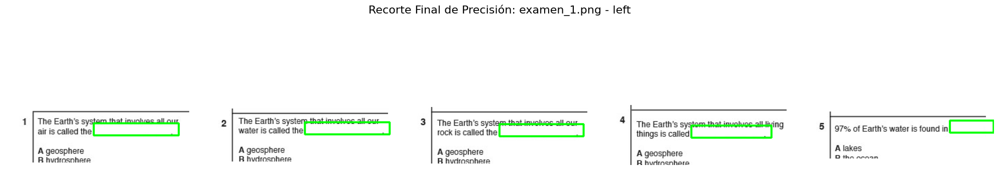 Recorte Final de Precisión: examen_1.png - left
1
The Earth's system that involves all our
air is called the .
A geosphere
B hydrosphere
2
The Earth's system that involves all our
water is called the .
A geosphere
B hydrosphere
3
The Earth's system that involves all our
rock is called the .
A geosphere
B hydrosphere
4
The Earth's system that involves all living
things is called .
A geosphere
B hydrosphere
5
97% of Earth's water is found in
A lakes
B the ocean